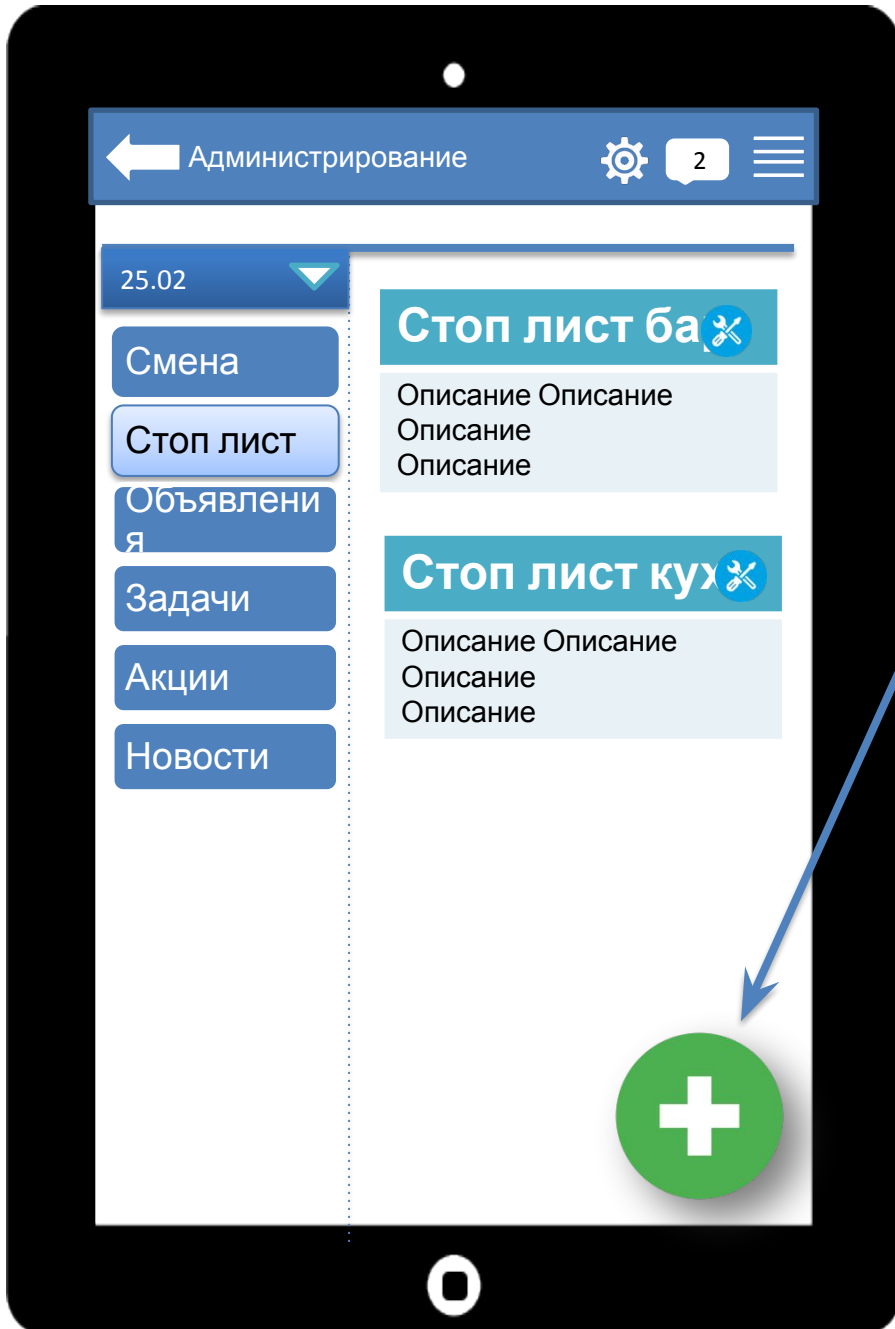 Администрирование
2
25.02
Смена
Стоп лист
Объявлени
я
Задачи
Акции
Новости
Стоп лист ба
Описание Описание
Описание
Описание
Стоп лист кух
Описание Описание
Описание
Описание